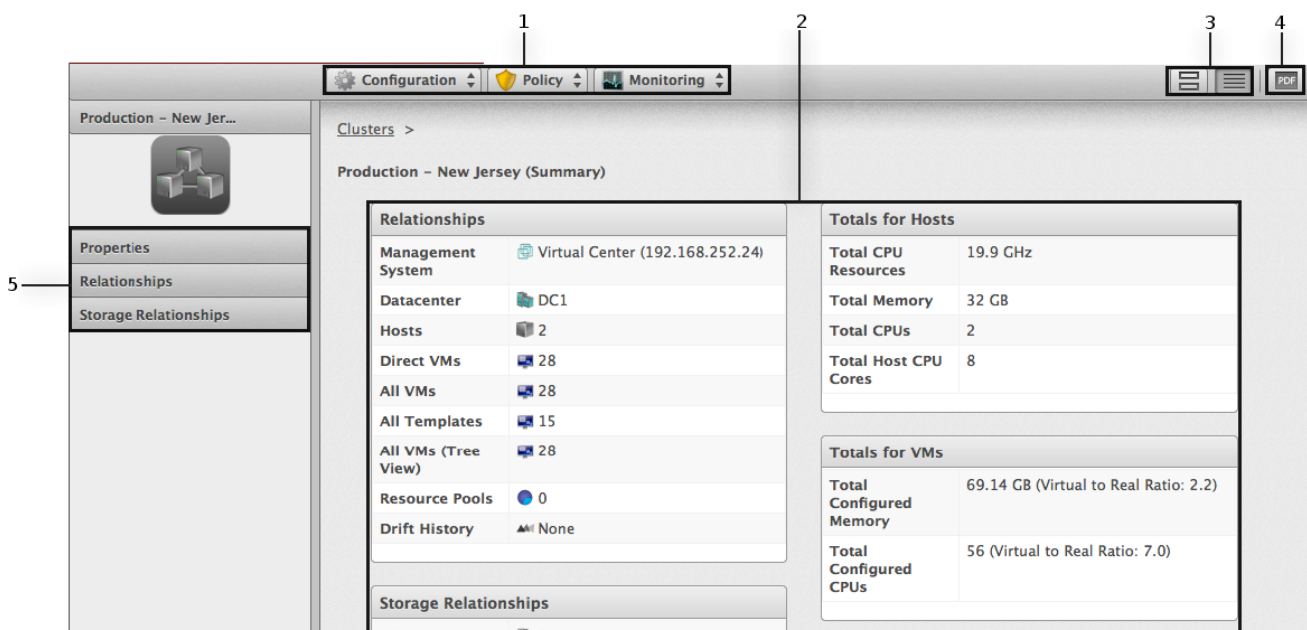 1
2
3
4
Configuration
Policy
Monitoring
PDF
Production - New Jer...
Clusters >
Production - New Jersey (Summary)
5
Properties
Relationships
Storage Relationships
Relationships
Management System
Virtual Center (192.168.252.24)
Datacenter
DC1
Hosts
2
Direct VMs
28
All VMs
28
All Templates
15
All VMs (Tree View)
28
Resource Pools
0
Drift History
None
Storage Relationships
Totals for Hosts
Total CPU Resources
19.9 GHz
Total Memory
32 GB
Total CPUs
2
Total Host CPU Cores
8
Totals for VMs
Total Configured Memory
69.14 GB (Virtual to Real Ratio: 2.2)
Total Configured CPUs
56 (Virtual to Real Ratio: 7.0)